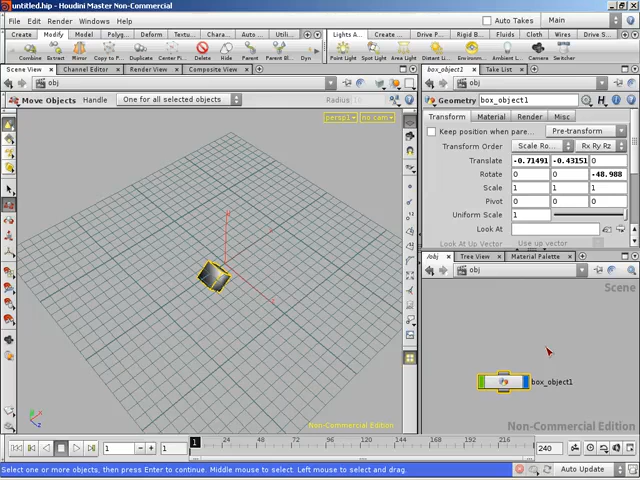 untitled.hip - Houdini Master Non-Commercial
File Edit Render Windows Help Auto Takes Main
Create Modify Model Polygon Deform Textu... Chara... Auto... Utili... Lights A... Create Parti... Drive P... Rigid B... Fluids Cloth Wires Drive S...
Combine Extract Mirror Copy to P... Duplicate Center Pi... Delete Hide Parent Blend Dyn Point Light Spot Light Area Light Distant L... Environm... Ambient Camera Switcher
Scene View Channel Editor Render View Composite View box_object1 Take List
obj obj
Move Objects Handle One for all selected objects Radius Geometry box_object1
persp1 no cam
Transform Material Render Misc
Keep position when pare... Pre-transform
Transform Order Scale Ro... Rx Ry Rz
Translate -0.71491 -0.43151 0
Rotate 0 0 -48.988
Scale 1 1 1
Pivot 0 0 0
Uniform Scale 1
Look At
Look At Up Vector Use up vector
/obj Tree View Material Palette
obj
Scene
box_object1
Non-Commercial Edition
Non-Commercial Edition
1 1 1 24 48 72 96 120 144 168 192 216 240
Select one or more objects, then press Enter to continue. Middle mouse to select. Left mouse to select and drag. Auto Update